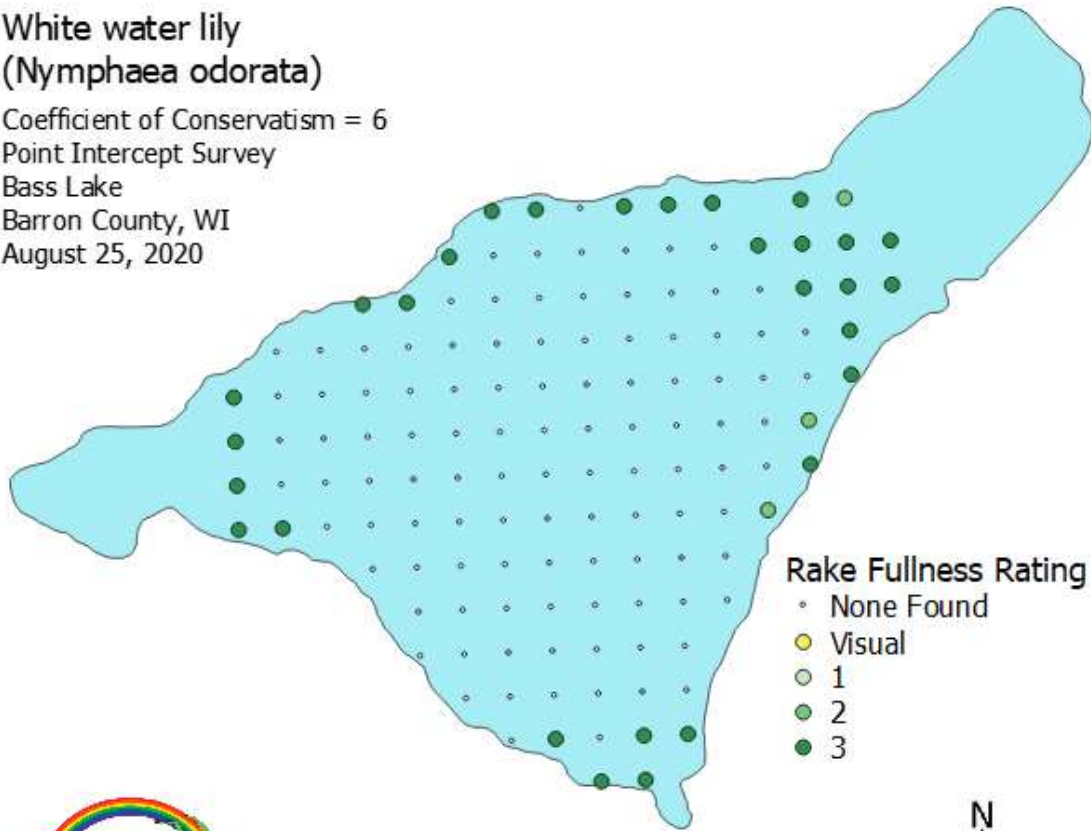 White water lily
(Nymphaea odorata)
Coefficient of Conservatism = 6
Point Intercept Survey
Bass Lake
Barron County, WI
August 25, 2020
Rake Fullness Rating
None Found
Visual
1
2
3
N